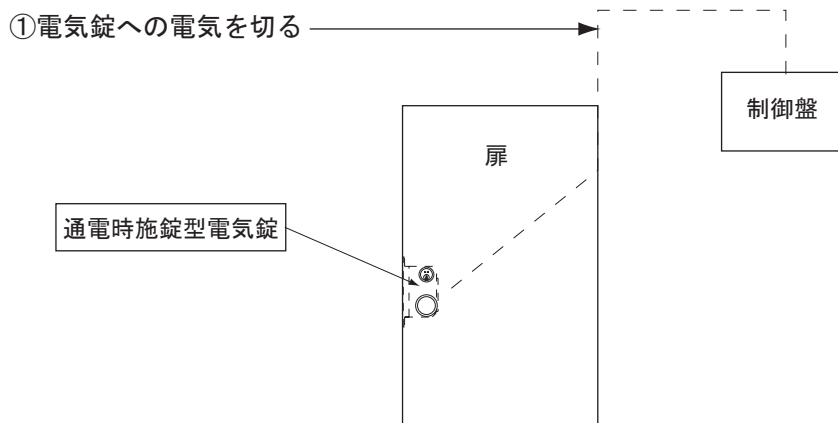 ①電気錠への電気を切る
制御盤
扉
通電時施錠型電気錠